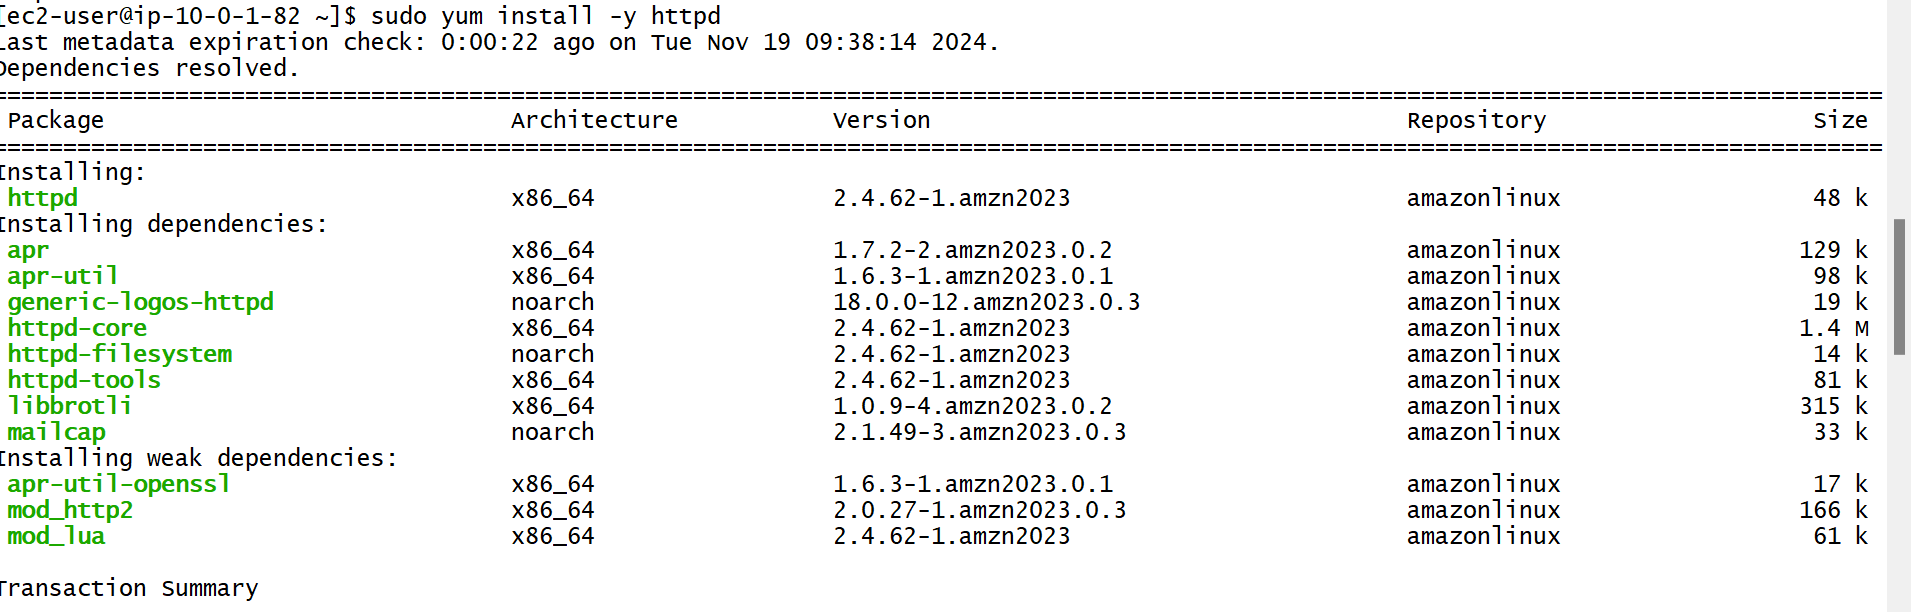 [ec2-user@ip-10-0-1-82 ~]$ sudo yum install -y httpd
Last metadata expiration check: 0:00:22 ago on Tue Nov 19 09:38:14 2024.
Dependencies resolved.
================================================================================
Package Architecture Version Repository Size
================================================================================
Installing:
httpd x86_64 2.4.62-1.amzn2023 amazonlinux 48 k
Installing dependencies:
apr x86_64 1.7.2-2.amzn2023.0.2 amazonlinux 129 k
apr-util x86_64 1.6.3-1.amzn2023.0.1 amazonlinux 98 k
generic-logos-httpd noarch 18.0.0-12.amzn2023.0.3 amazonlinux 19 k
httpd-core x86_64 2.4.62-1.amzn2023 amazonlinux 1.4 M
httpd-filesystem noarch 2.4.62-1.amzn2023 amazonlinux 14 k
httpd-tools x86_64 2.4.62-1.amzn2023 amazonlinux 81 k
libbrotli x86_64 1.0.9-4.amzn2023.0.2 amazonlinux 315 k
mailcap noarch 2.1.49-3.amzn2023.0.3 amazonlinux 33 k
Installing weak dependencies:
apr-util-openssl x86_64 1.6.3-1.amzn2023.0.1 amazonlinux 17 k
mod_http2 x86_64 2.0.27-1.amzn2023.0.3 amazonlinux 166 k
mod_lua x86_64 2.4.62-1.amzn2023 amazonlinux 61 k
Transaction Summary